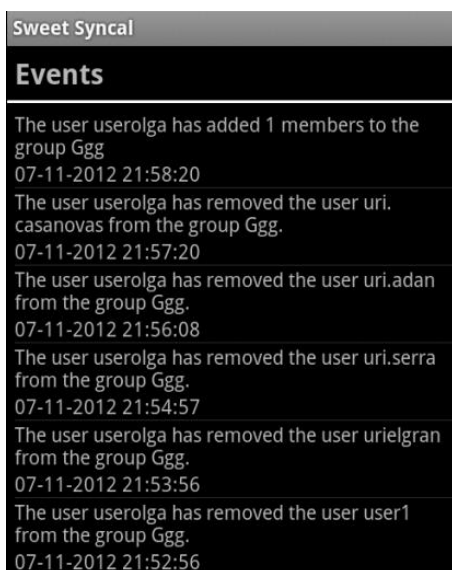 Sweet Syncal
Events
The user userolga has added 1 members to the
group Ggg
07-11-2012 21:58:20
The user userolga has removed the user uri.
casanovas from the group Ggg.
07-11-2012 21:57:20
The user userolga has removed the user uri.adan
from the group Ggg.
07-11-2012 21:56:08
The user userolga has removed the user uri.serra
from the group Ggg.
07-11-2012 21:54:57
The user userolga has removed the user urielgran
from the group Ggg.
07-11-2012 21:53:56
The user userolga has removed the user user1
from the group Ggg.
07-11-2012 21:52:56